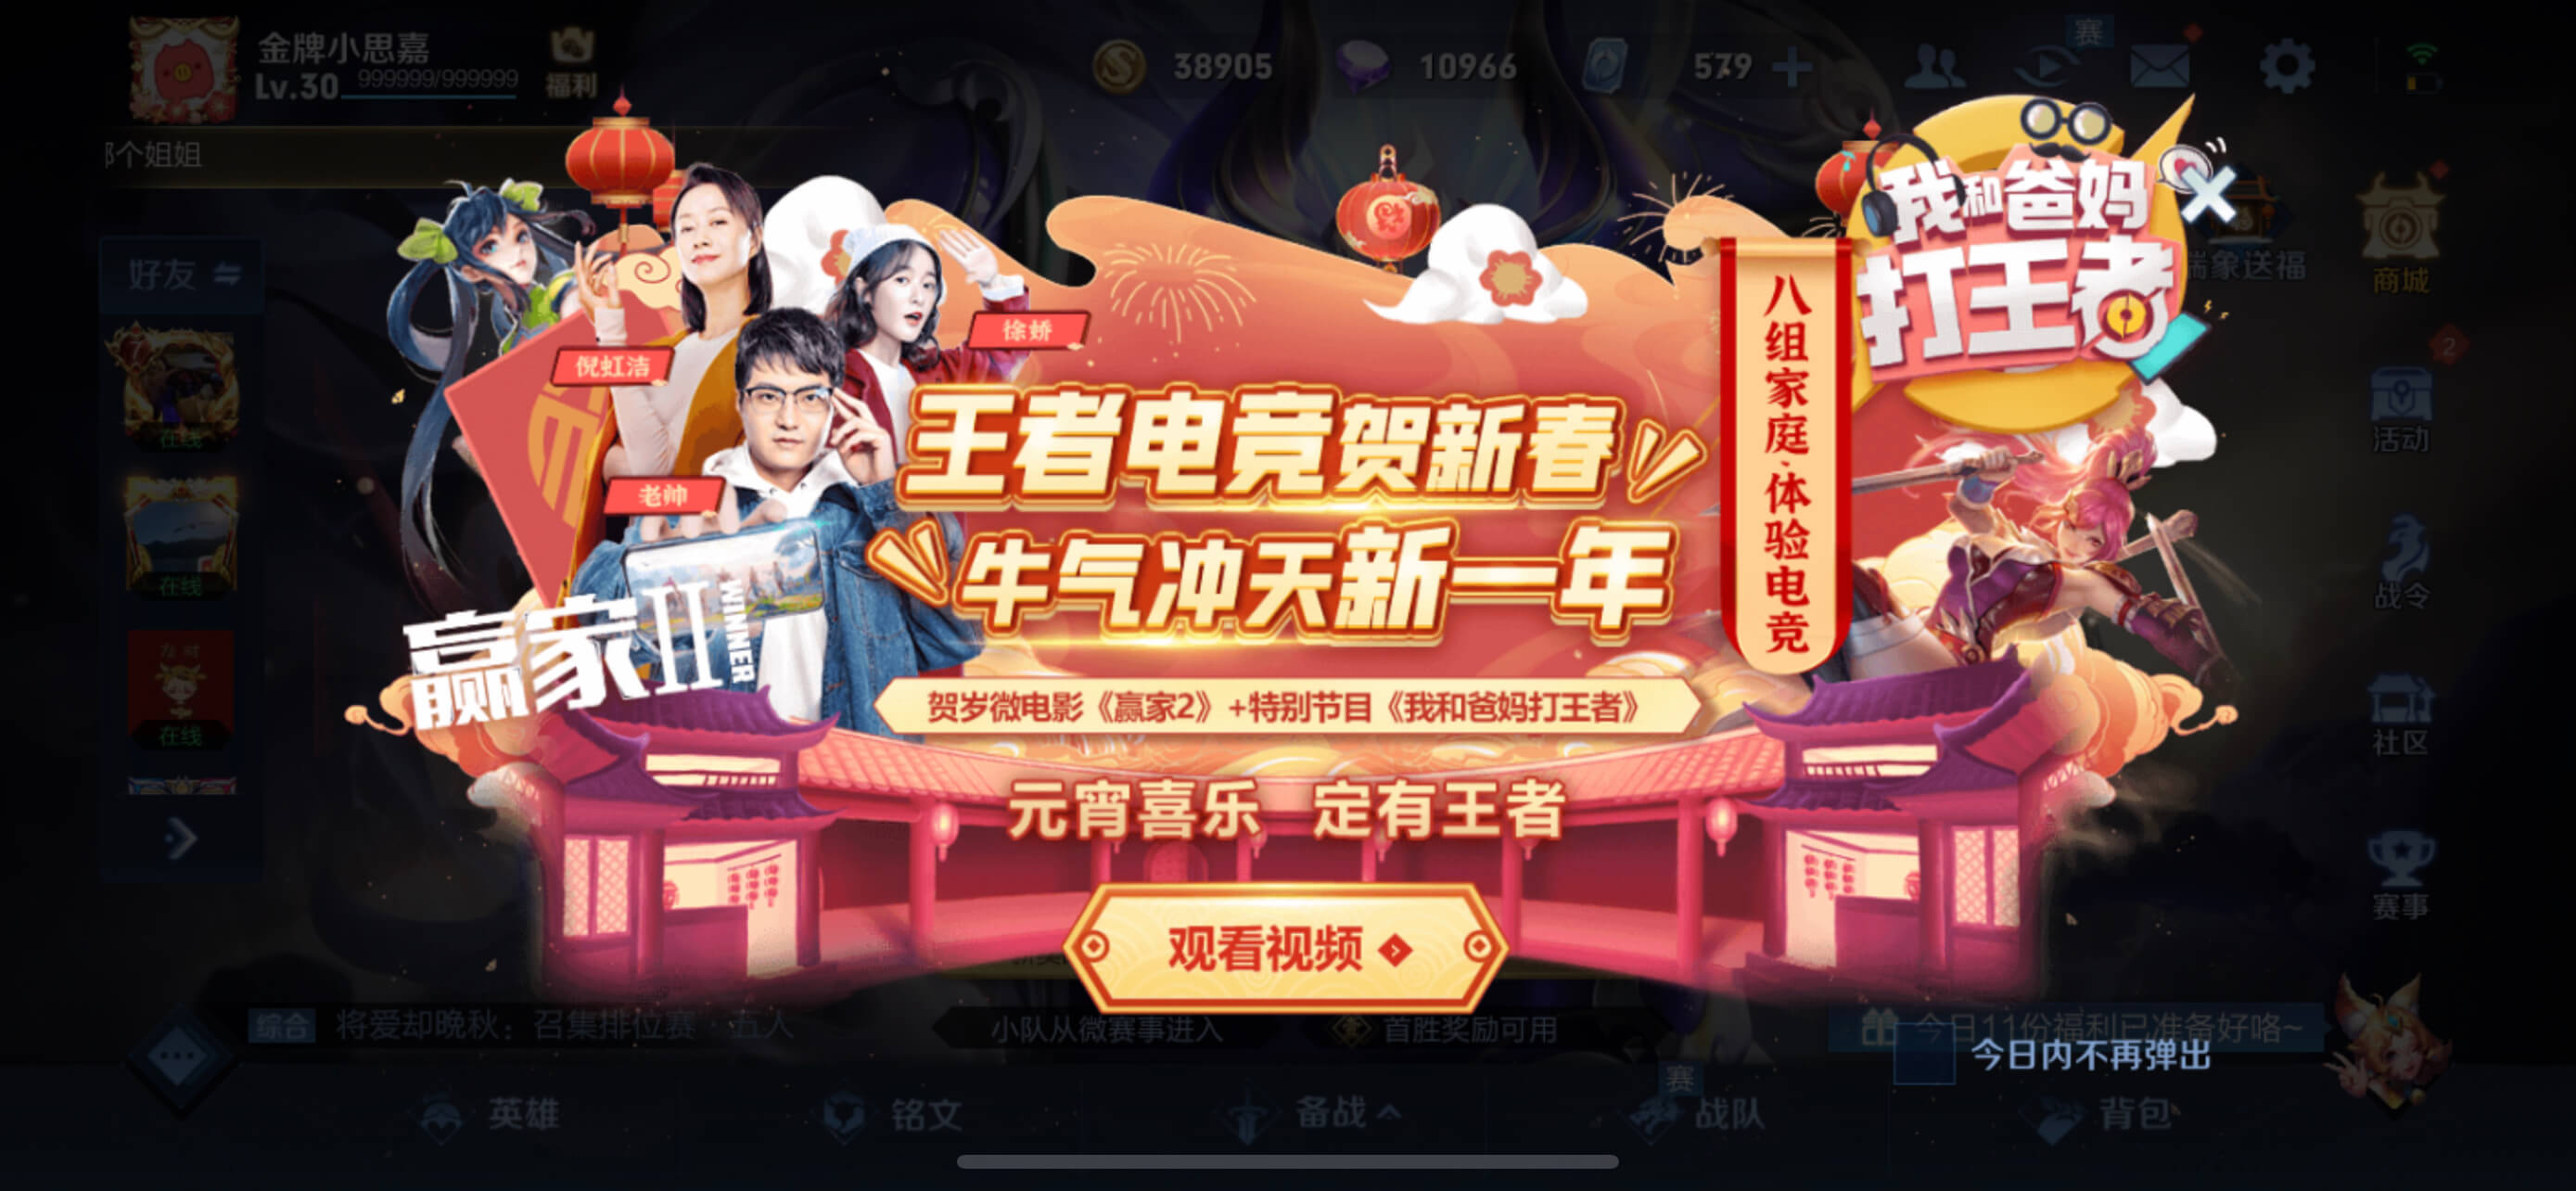 金牌小思嘉
Lv.30 999999/999999
福利
38905
10966
579
赛
个姐姐
好友
在线
在线
在线
倪虹洁
徐娇
老帅
赢家II
WINNER
王者电竞贺新春
牛气冲天新一年
八组家庭·体验电竞
我和爸妈
打王者
贺岁微电影《赢家2》+特别节目《我和爸妈打王者》
元宵喜乐 定有王者
观看视频
瑞象送福
商城
2
活动
战令
社区
赛事
综合 将爱却晚秋：召集排位赛 五人
小队从微赛事进入
首胜奖励可用
今日11份福利已准备好咯~
今日内不再弹出
英雄
铭文
备战
赛
战队
背包